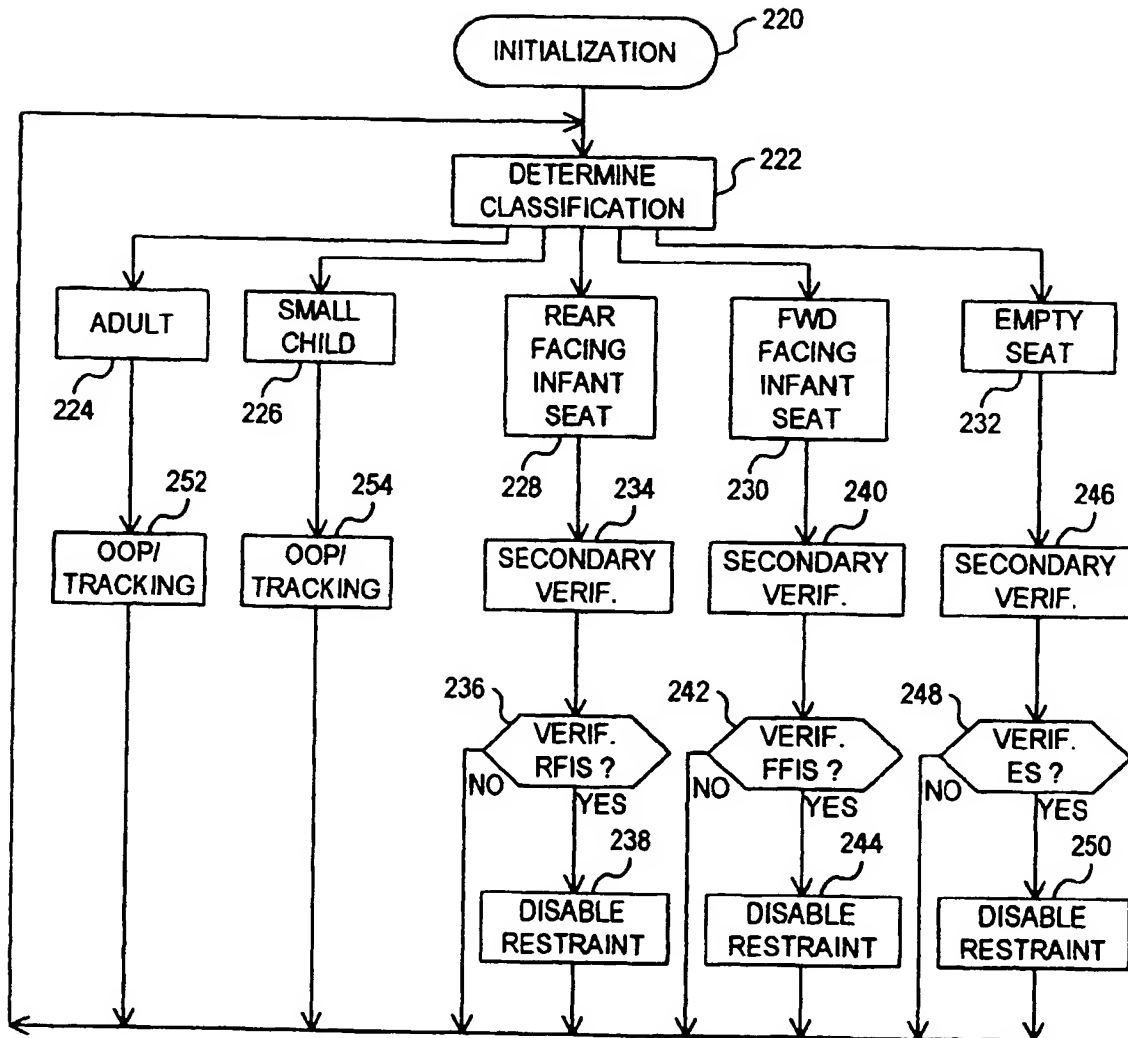 INITIALIZATION
220
DETERMINE
CLASSIFICATION
222
ADULT
224
SMALL
CHILD
226
REAR
FACING
INFANT
SEAT
228
FWD
FACING
INFANT
SEAT
230
EMPTY
SEAT
232
252
OOP/
TRACKING
254
OOP/
TRACKING
234
SECONDARY
VERIF.
240
SECONDARY
VERIF.
246
SECONDARY
VERIF.
236
VERIF.
RFIS ?
NO
YES
242
VERIF.
FFIS ?
NO
YES
248
VERIF.
ES ?
NO
YES
238
DISABLE
RESTRAINT
244
DISABLE
RESTRAINT
250
DISABLE
RESTRAINT